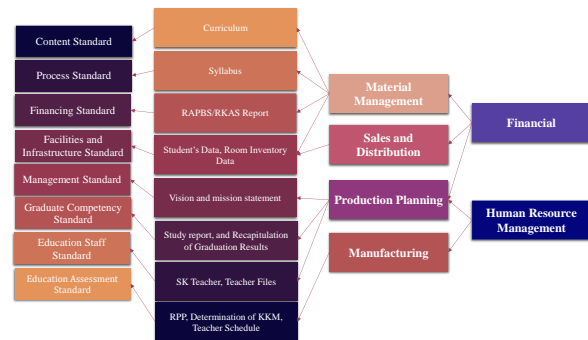 Content Standard
Process Standard
Financing Standard
Facilities and
Infrastructure Standard
Management Standard
Graduate Competency
Standard
Education Staff
Standard
Education Assessment
Standard
Curriculum
Syllabus
RAPBS/RKAS Report
Student's Data, Room Inventory
Data
Vision and mission statement
Study report, and Recapitulation
of Graduation Results
SK Teacher, Teacher Files
RPP, Determination of KKM,
Teacher Schedule
Material
Management
Sales and
Distribution
Production Planning
Manufacturing
Financial
Human Resource
Management